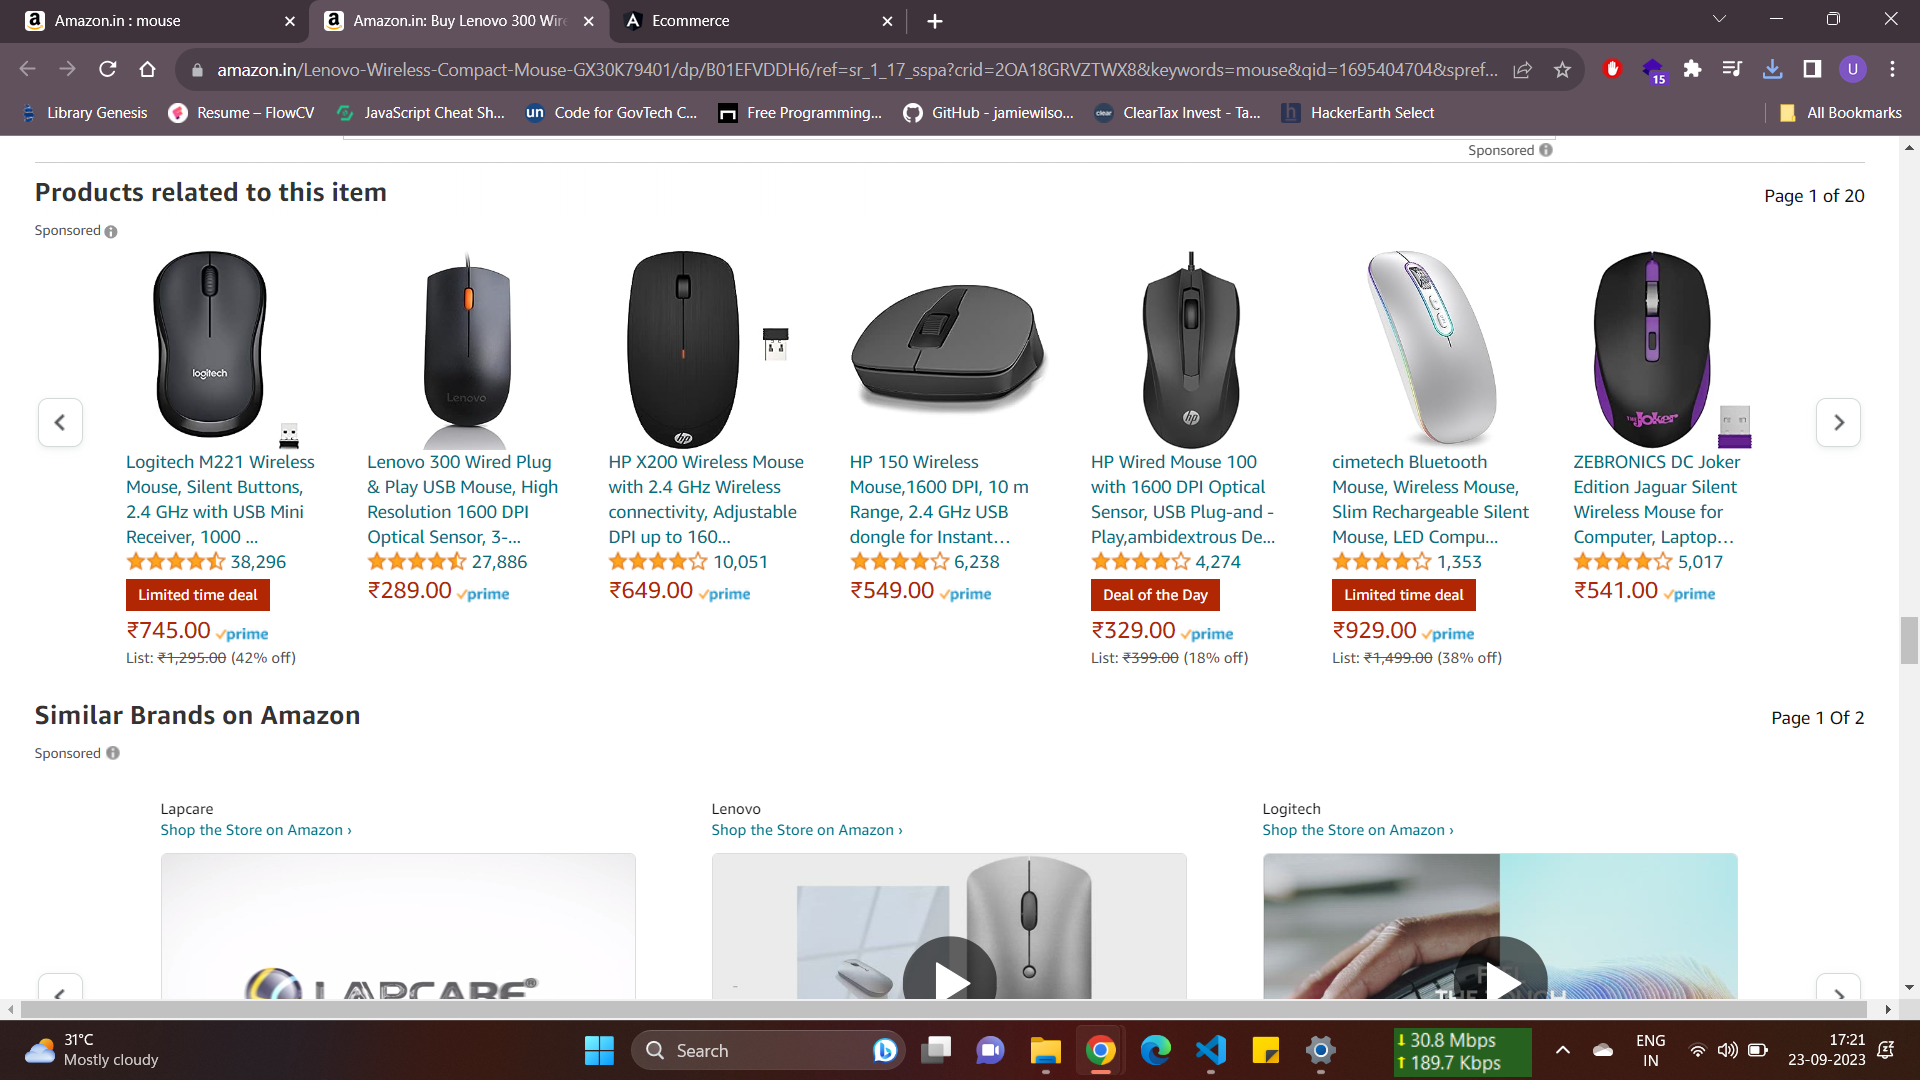 Amazon.in : mouse
Amazon.in: Buy Lenovo 300 Wire
Ecommerce
amazon.in/Lenovo-Wireless-Compact-Mouse-GX30K79401/dp/B01EFVDDH6/ref=sr_1_17_sspa?crid=2OA18GRVZTWX8&keywords=mouse&qid=1695404704&spref...
15
U
Library Genesis
Resume – FlowCV
JavaScript Cheat Sh...
un Code for GovTech C...
Free Programming...
GitHub - jamiewilso...
clear ClearTax Invest - Ta...
h HackerEarth Select
All Bookmarks
Sponsored
Products related to this item
Page 1 of 20
Sponsored
logitech
Logitech M221 Wireless
Mouse, Silent Buttons,
2.4 GHz with USB Mini
Receiver, 1000 ...
38,296
Limited time deal
₹745.00 prime
List: ₹1,295.00 (42% off)
Lenovo
Lenovo 300 Wired Plug
& Play USB Mouse, High
Resolution 1600 DPI
Optical Sensor, 3-...
27,886
₹289.00 prime
hp
HP X200 Wireless Mouse
with 2.4 GHz Wireless
connectivity, Adjustable
DPI up to 160...
10,051
₹649.00 prime
HP 150 Wireless
Mouse,1600 DPI, 10 m
Range, 2.4 GHz USB
dongle for Instant...
6,238
₹549.00 prime
hp
HP Wired Mouse 100
with 1600 DPI Optical
Sensor, USB Plug-and -
Play,ambidextrous De...
4,274
Deal of the Day
₹329.00 prime
List: ₹399.00 (18% off)
cimetech Bluetooth
Mouse, Wireless Mouse,
Slim Rechargeable Silent
Mouse, LED Compu...
1,353
Limited time deal
₹929.00 prime
List: ₹1,499.00 (38% off)
THE Joker
ZEBRONICS DC Joker
Edition Jaguar Silent
Wireless Mouse for
Computer, Laptop...
5,017
₹541.00 prime
Similar Brands on Amazon
Page 1 Of 2
Sponsored
Lapcare
Shop the Store on Amazon ›
LAPCARE®
Lenovo
Shop the Store on Amazon ›
Logitech
Shop the Store on Amazon ›
THE TOUCH
31°C
Mostly cloudy
Search
30.8 Mbps
189.7 Kbps
ENG
IN
17:21
23-09-2023